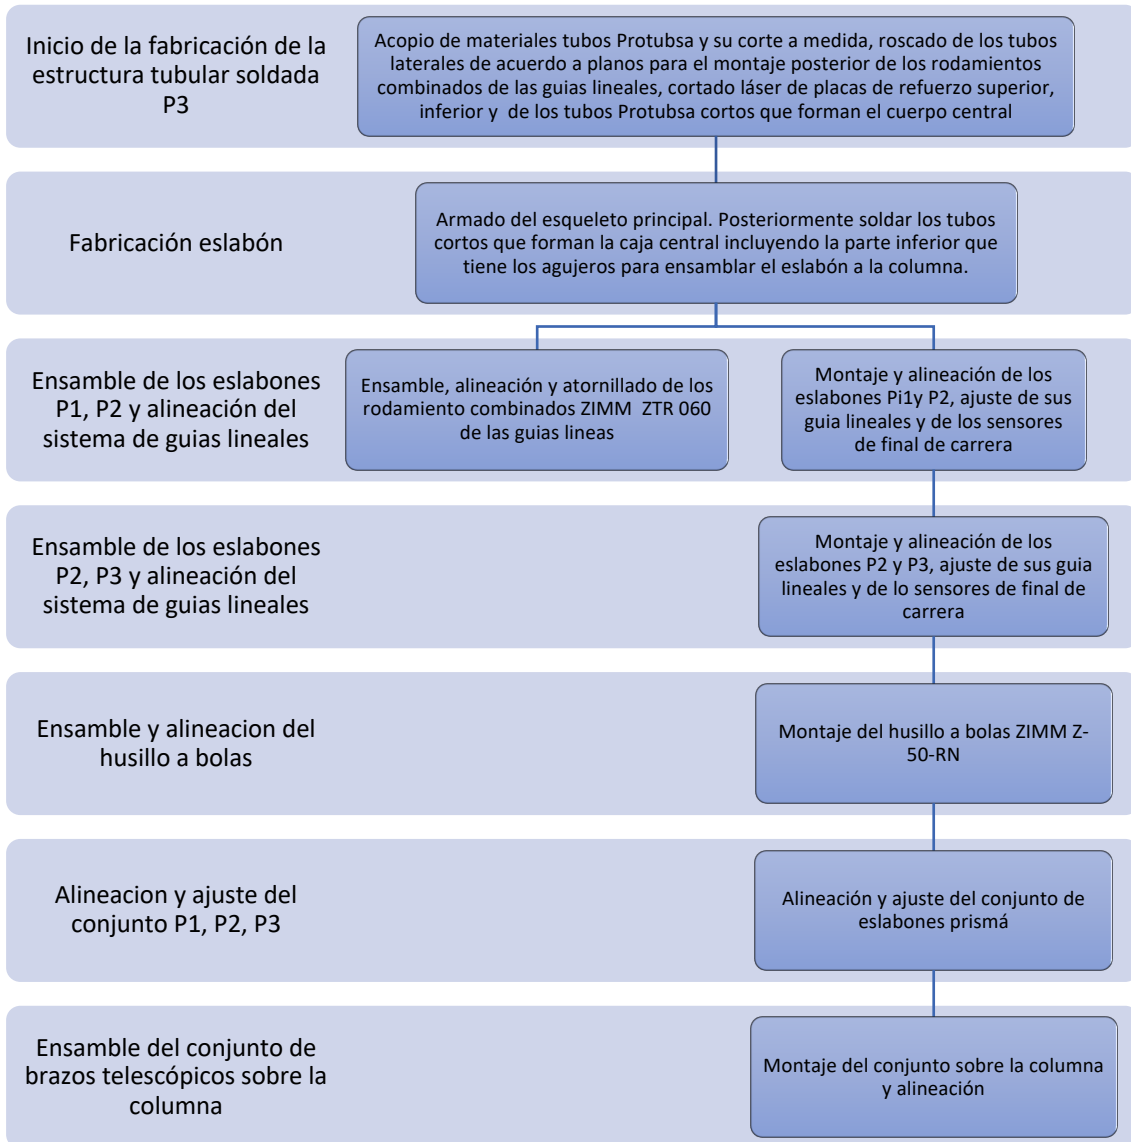 Inicio de la fabricación de la
estructura tubular soldada
P3
Acopio de materiales tubos Protubsa y su corte a medida, roscado de los tubos
laterales de acuerdo a planos para el montaje posterior de los rodamientos
combinados de las guias lineales, cortado láser de placas de refuerzo superior,
inferior y de los tubos Protubsa cortos que forman el cuerpo central
Fabricación eslabón
Armado del esqueleto principal. Posteriormente soldar los tubos
cortos que forman la caja central incluyendo la parte inferior que
tiene los agujeros para ensamblar el eslabón a la columna.
Ensamble de los eslabones
P1, P2 y alineación del
sistema de guias lineales
Ensamble, alineación y atornillado de los
rodamiento combinados ZIMM ZTR 060
de las guias lineas
Montaje y alineación de los
eslabones Pi1y P2, ajuste de sus
guia lineales y de los sensores
de final de carrera
Ensamble de los eslabones
P2, P3 y alineación del
sistema de guias lineales
Montaje y alineación de los
eslabones P2 y P3, ajuste de sus guia
lineales y de lo sensores de final de
carrera
Ensamble y alineacion del
husillo a bolas
Montaje del husillo a bolas ZIMM Z-
50-RN
Alineacion y ajuste del
conjunto P1, P2, P3
Alineación y ajuste del conjunto de
eslabones prismá
Ensamble del conjunto de
brazos telescópicos sobre la
columna
Montaje del conjunto sobre la columna
y alineación